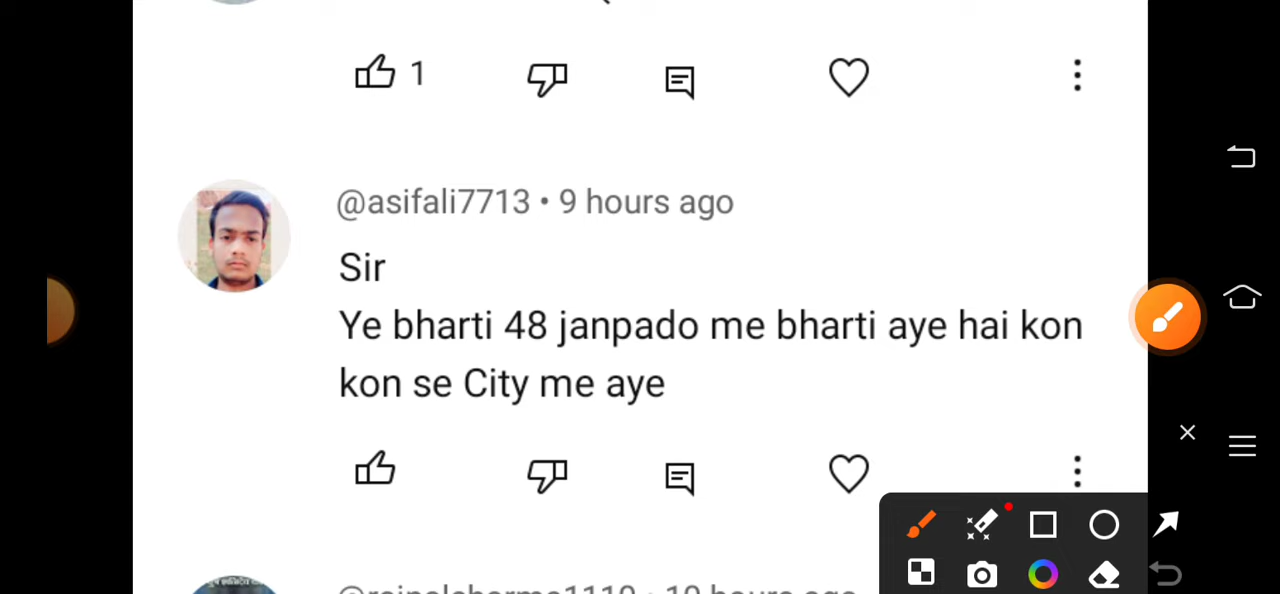 1
@asifali7713 • 9 hours ago
Sir
Ye bharti 48 janpado me bharti aye hai kon
kon se City me aye